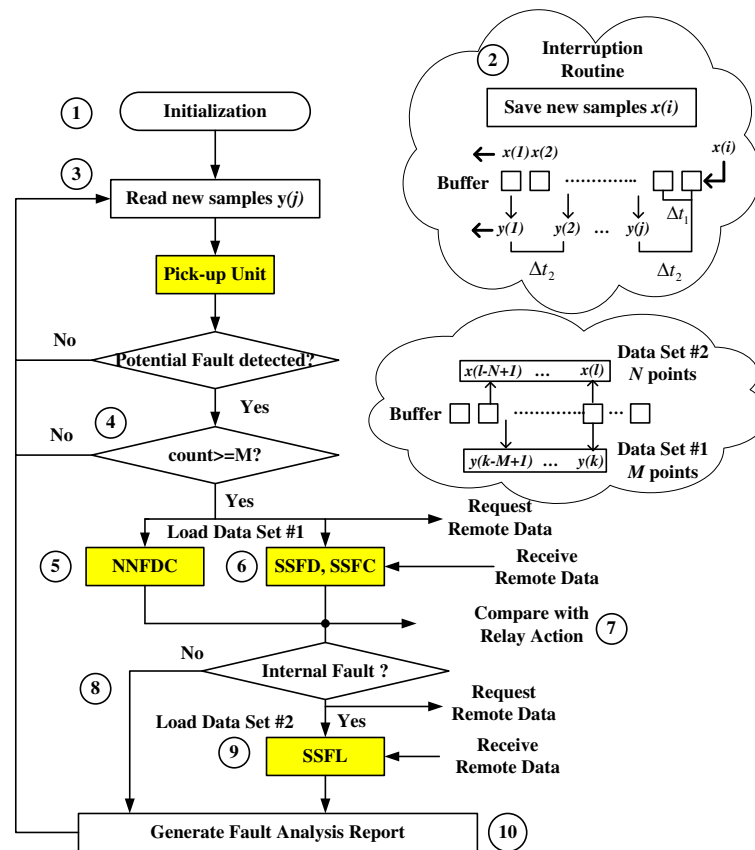 1
Initialization
3
Read new samples y(j)
Pick-up Unit
No
Potential Fault detected?
Yes
4
No
count>=M?
Yes
Load Data Set #1
Request
Remote Data
5
NNFDC
6
SSFD, SSFC
Receive
Remote Data
Compare with
Relay Action
7
No
Internal Fault ?
8
Request
Remote Data
Load Data Set #2
Yes
9
SSFL
Receive
Remote Data
Generate Fault Analysis Report
10
2
Interruption
Routine
Save new samples x(i)
x(1) x(2)
x(i)
Buffer
..............
Δt1
y(1) y(2) ... y(j)
Δt2 Δt2
Data Set #2
N points
x(l-N+1) ... x(l)
Buffer
................ ...
y(k-M+1) ... y(k)
Data Set #1
M points